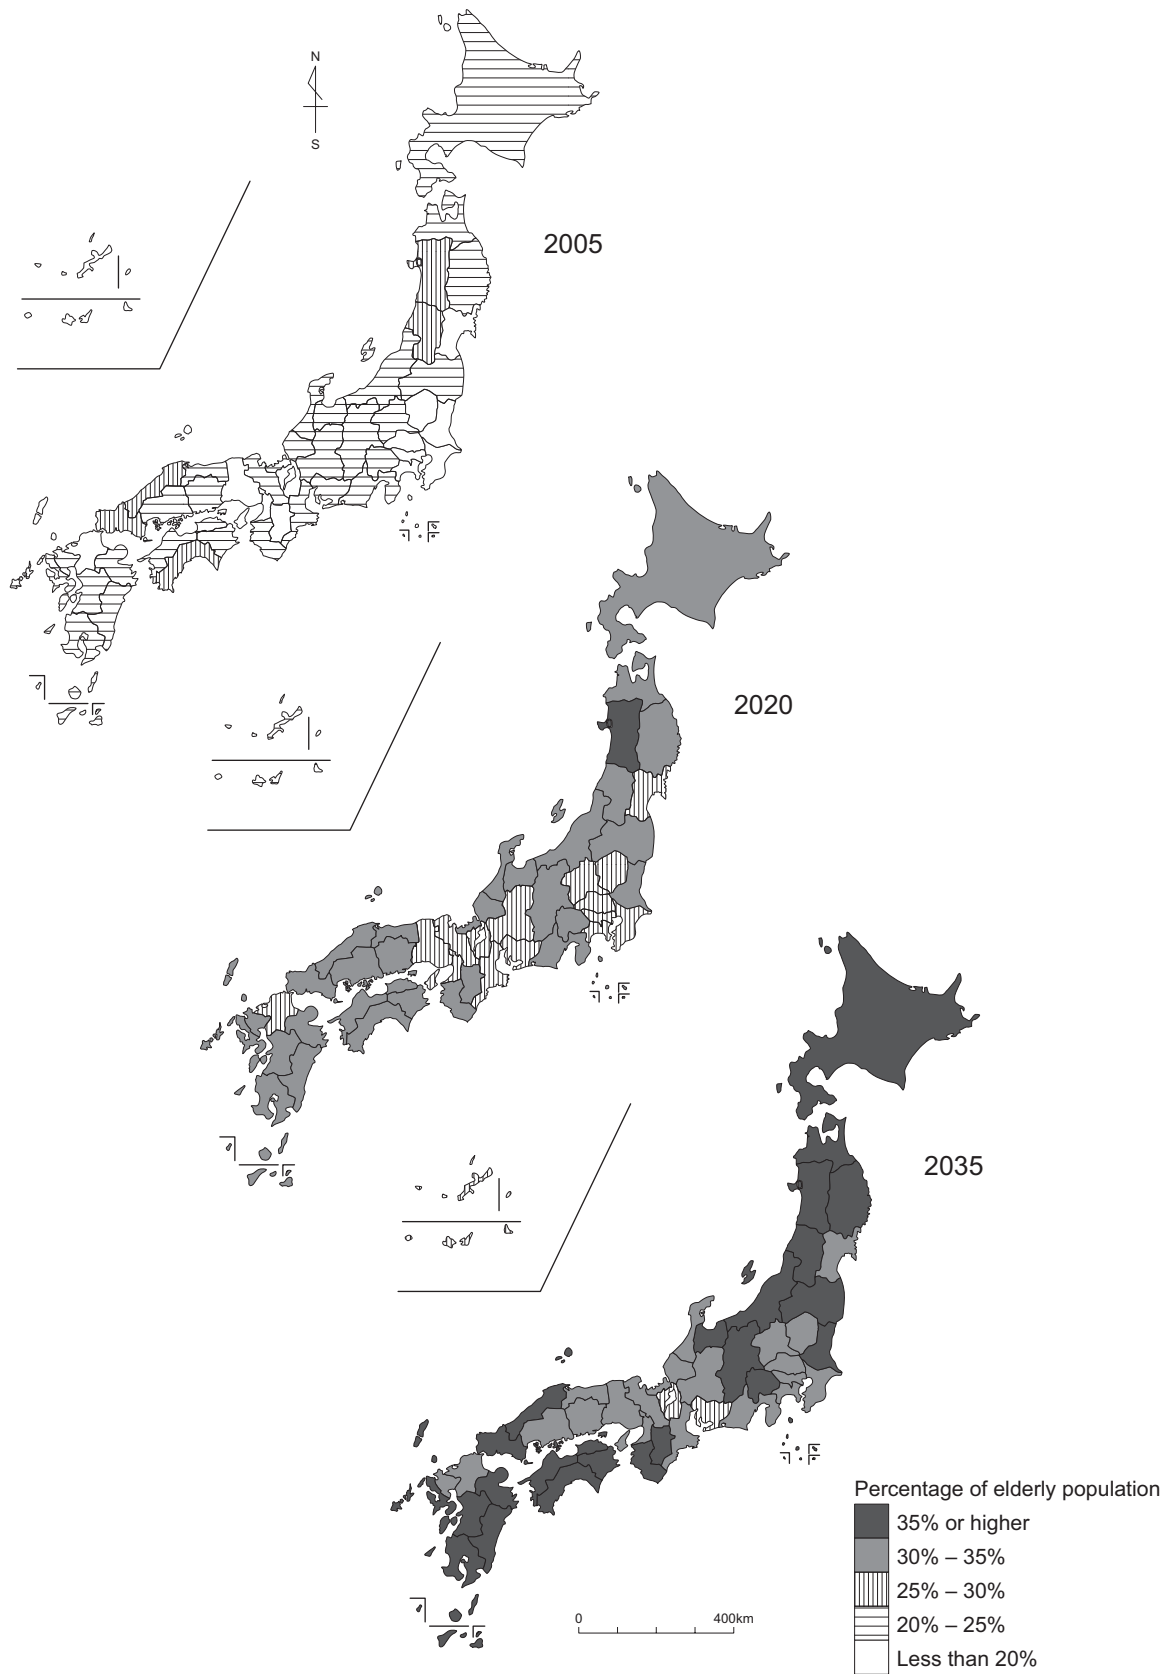 N
S
2005
2020
2035
Percentage of elderly population
35% or higher
30% – 35%
25% – 30%
20% – 25%
Less than 20%
0 400km